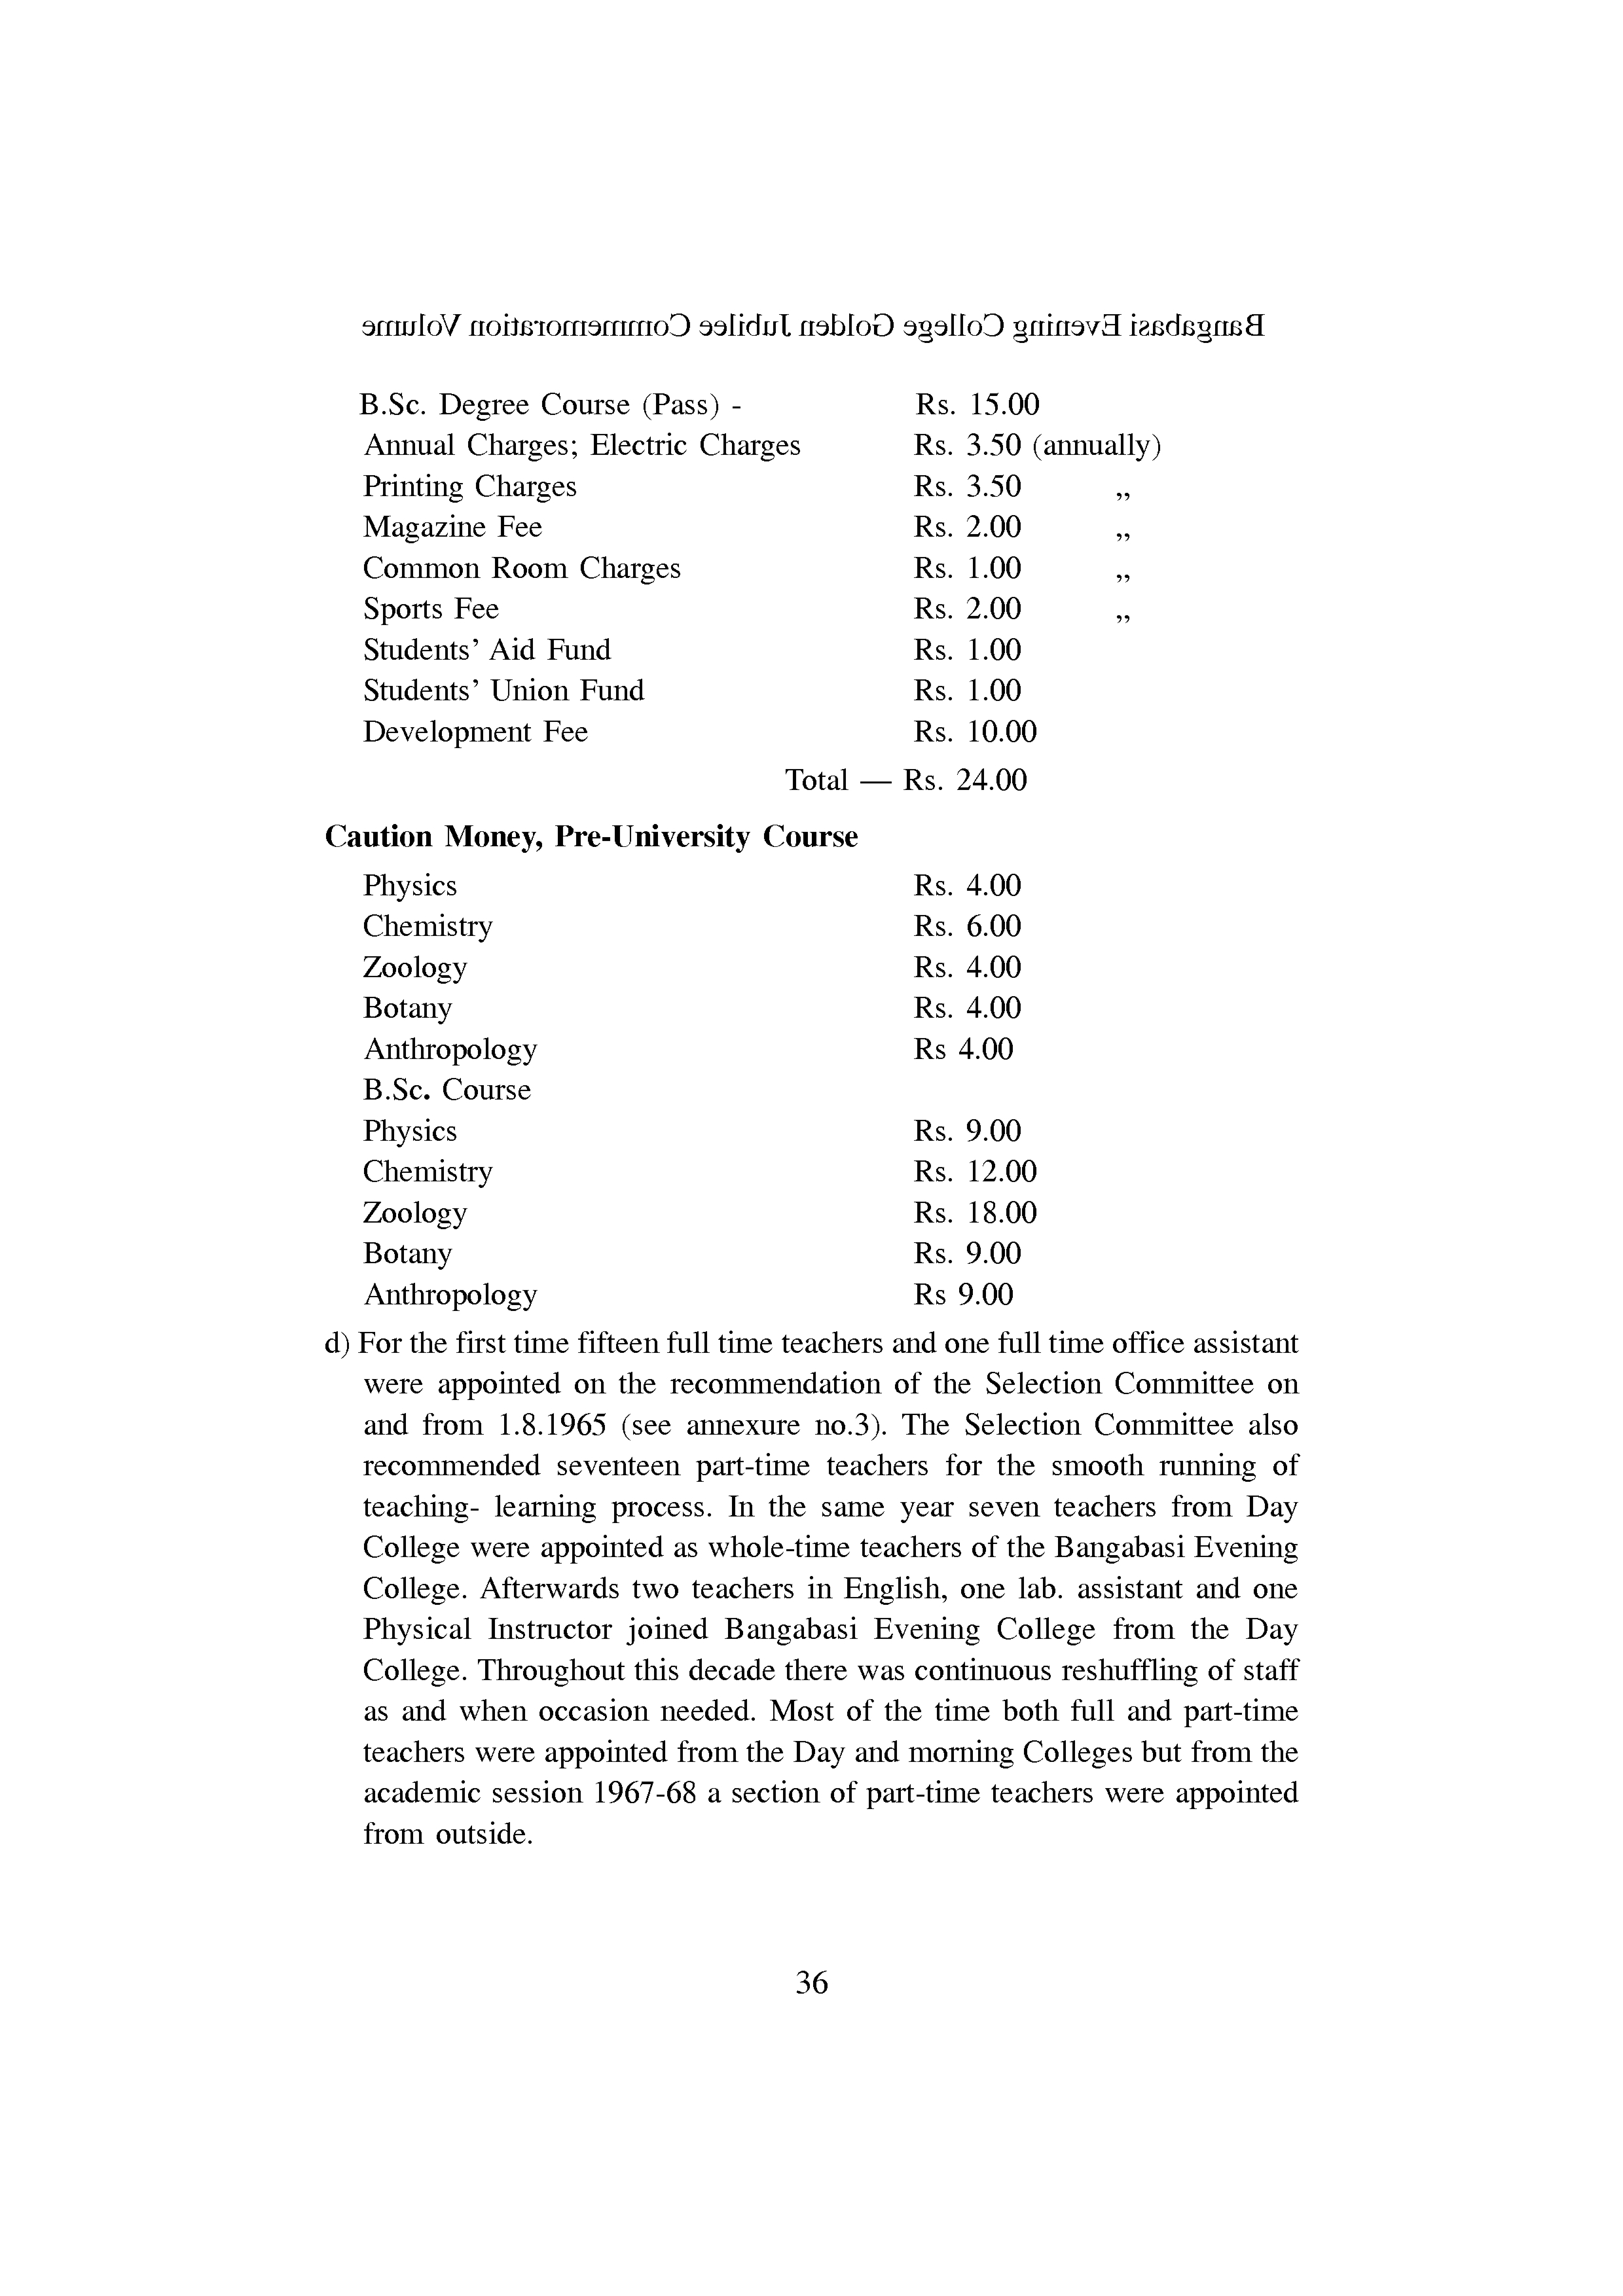 Bangabasi Evening College Golden Jubilee Commemoration Volume
B.Sc. Degree Course (Pass) - Rs. 15.00
Annual Charges; Electric Charges Rs. 3.50 (annually)
Printing Charges Rs. 3.50 ,,
Magazine Fee Rs. 2.00 ,,
Common Room Charges Rs. 1.00 ,,
Sports Fee Rs. 2.00 ,,
Students’ Aid Fund Rs. 1.00
Students’ Union Fund Rs. 1.00
Development Fee Rs. 10.00
Total — Rs. 24.00
Caution Money, Pre-University Course
Physics Rs. 4.00
Chemistry Rs. 6.00
Zoology Rs. 4.00
Botany Rs. 4.00
Anthropology Rs 4.00
B.Sc. Course
Physics Rs. 9.00
Chemistry Rs. 12.00
Zoology Rs. 18.00
Botany Rs. 9.00
Anthropology Rs 9.00
d) For the first time fifteen full time teachers and one full time office assistant
were appointed on the recommendation of the Selection Committee on
and from 1.8.1965 (see annexure no.3). The Selection Committee also
recommended seventeen part-time teachers for the smooth running of
teaching- learning process. In the same year seven teachers from Day
College were appointed as whole-time teachers of the Bangabasi Evening
College. Afterwards two teachers in English, one lab. assistant and one
Physical Instructor joined Bangabasi Evening College from the Day
College. Throughout this decade there was continuous reshuffling of staff
as and when occasion needed. Most of the time both full and part-time
teachers were appointed from the Day and morning Colleges but from the
academic session 1967-68 a section of part-time teachers were appointed
from outside.
36